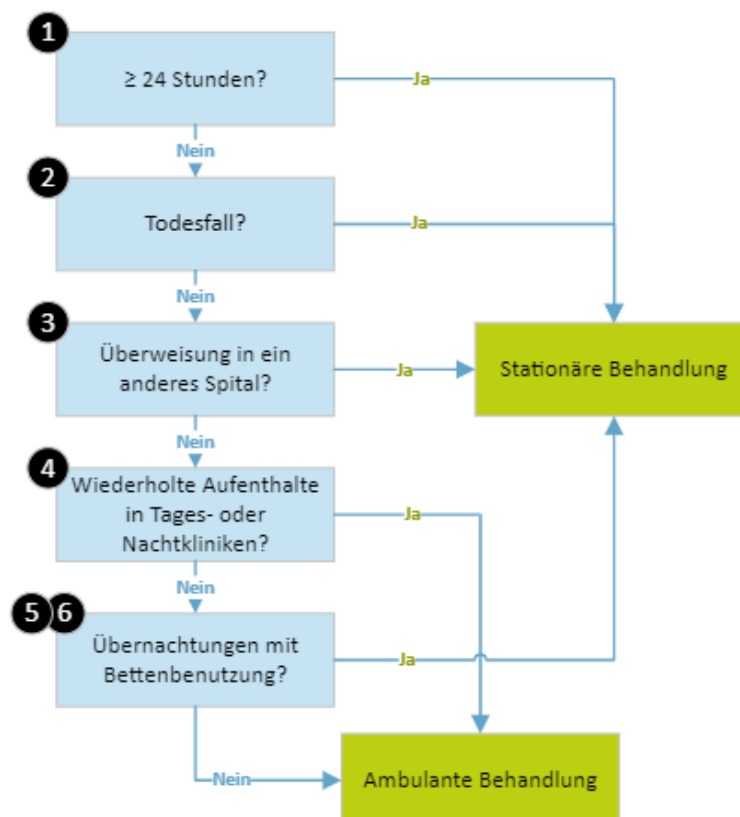 1
≥ 24 Stunden?
Ja
Nein
2
Todesfall?
Ja
Nein
3
Überweisung in ein
anderes Spital?
Ja
Stationäre Behandlung
Nein
4
Wiederholte Aufenthalte
in Tages- oder
Nachtkliniken?
Ja
Nein
5 6
Übernachtungen mit
Bettenbenutzung?
Ja
Nein
Ambulante Behandlung